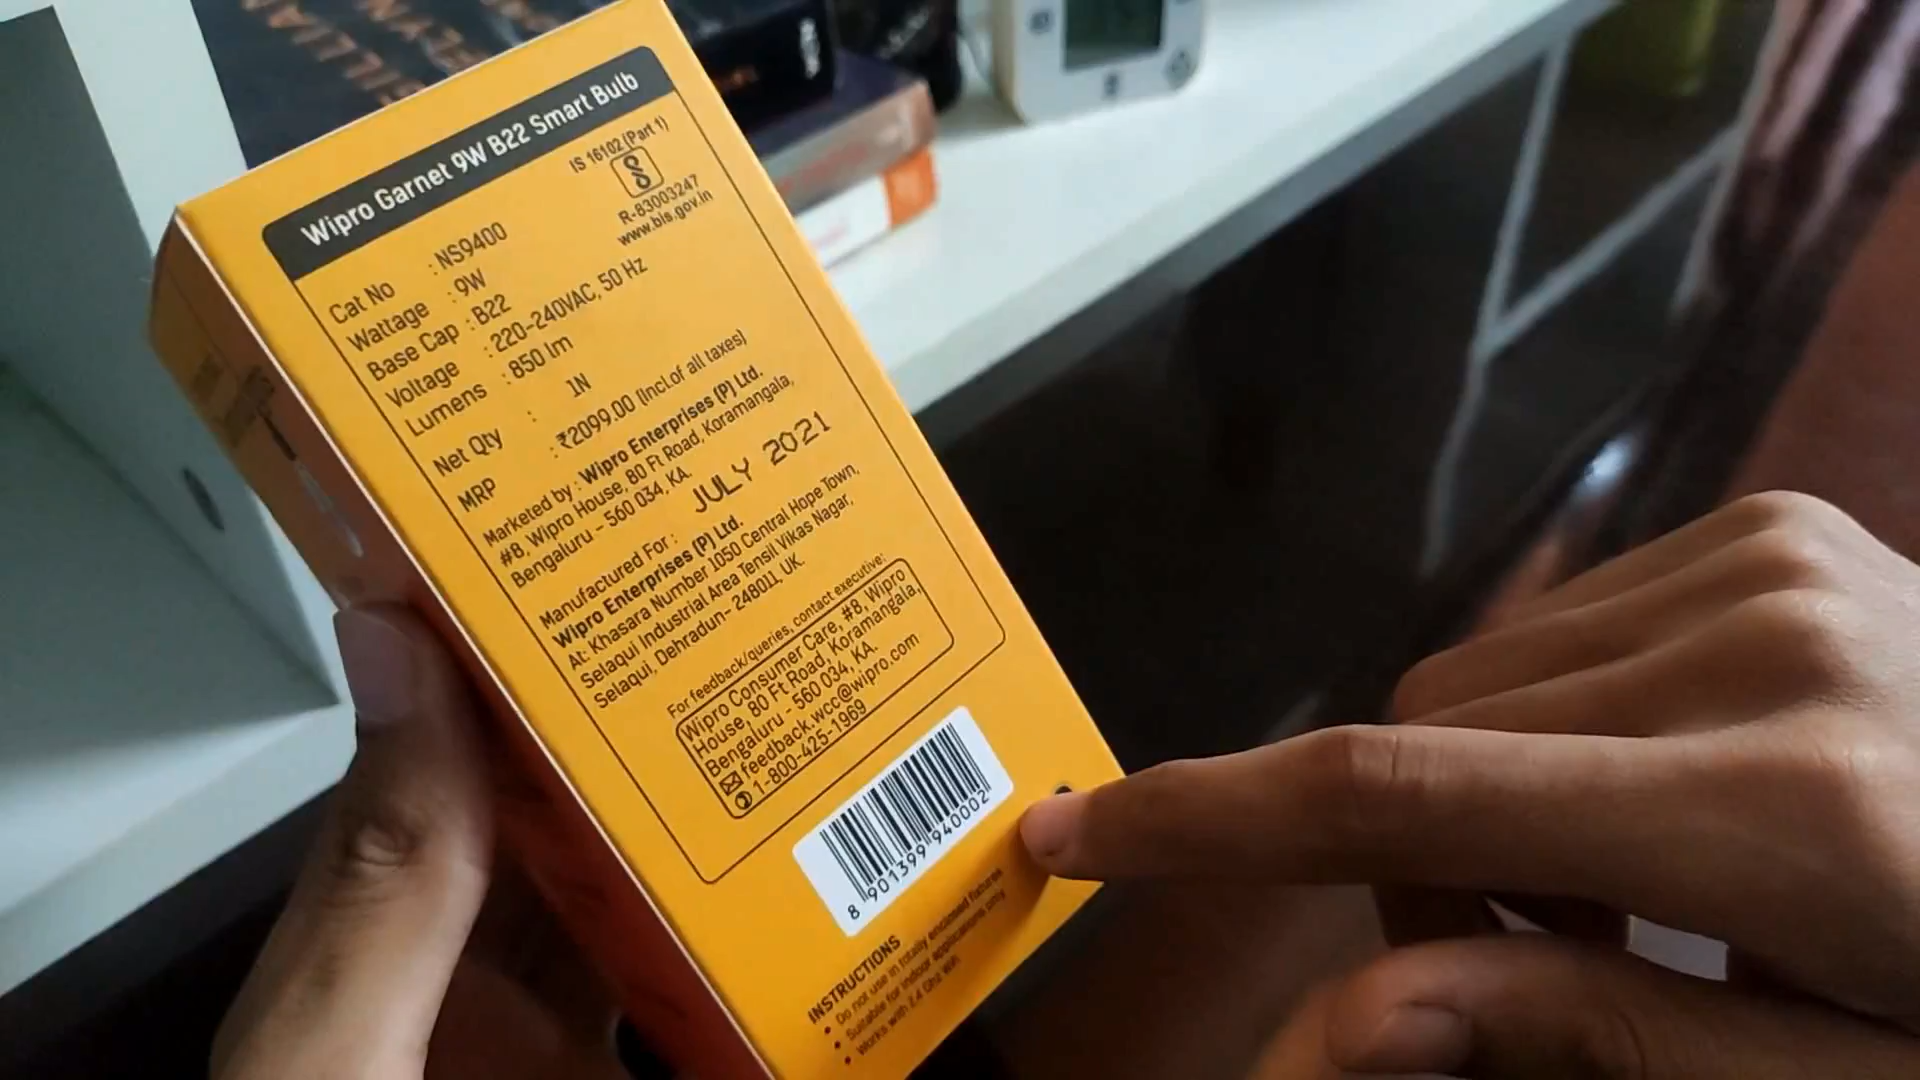 Wipro Garnet 9W B22 Smart Bulb
IS 16102 (Part 1)
R-83003247
www.bis.gov.in
Cat No : NS9400
Wattage : 9W
Base Cap : B22
Voltage : 220-240VAC, 50 Hz
Lumens : 850 lm
Net Qty : 1N
MRP : ₹2099.00 (Incl.of all taxes)
Marketed by : Wipro Enterprises (P) Ltd.
#8, Wipro House, 80 Ft Road, Koramangala,
Bengaluru - 560 034, KA.
JULY 2021
Manufactured For :
Wipro Enterprises (P) Ltd.
At: Khasara Number 1050 Central Hope Town,
Selaqui Industrial Area Tensil Vikas Nagar,
Selaqui, Dehradun- 248011, UK.
For feedback/queries, contact executive:
Wipro Consumer Care, #8, Wipro
House, 80 Ft Road, Koramangala,
Bengaluru - 560 034, KA.
feedback.wcc@wipro.com
1-800-425-1969
8 901399 940002
INSTRUCTIONS
• Do not use in totally enclosed fixtures
• Suitable for indoor applications only
• Works with 2.4 Ghz Wifi